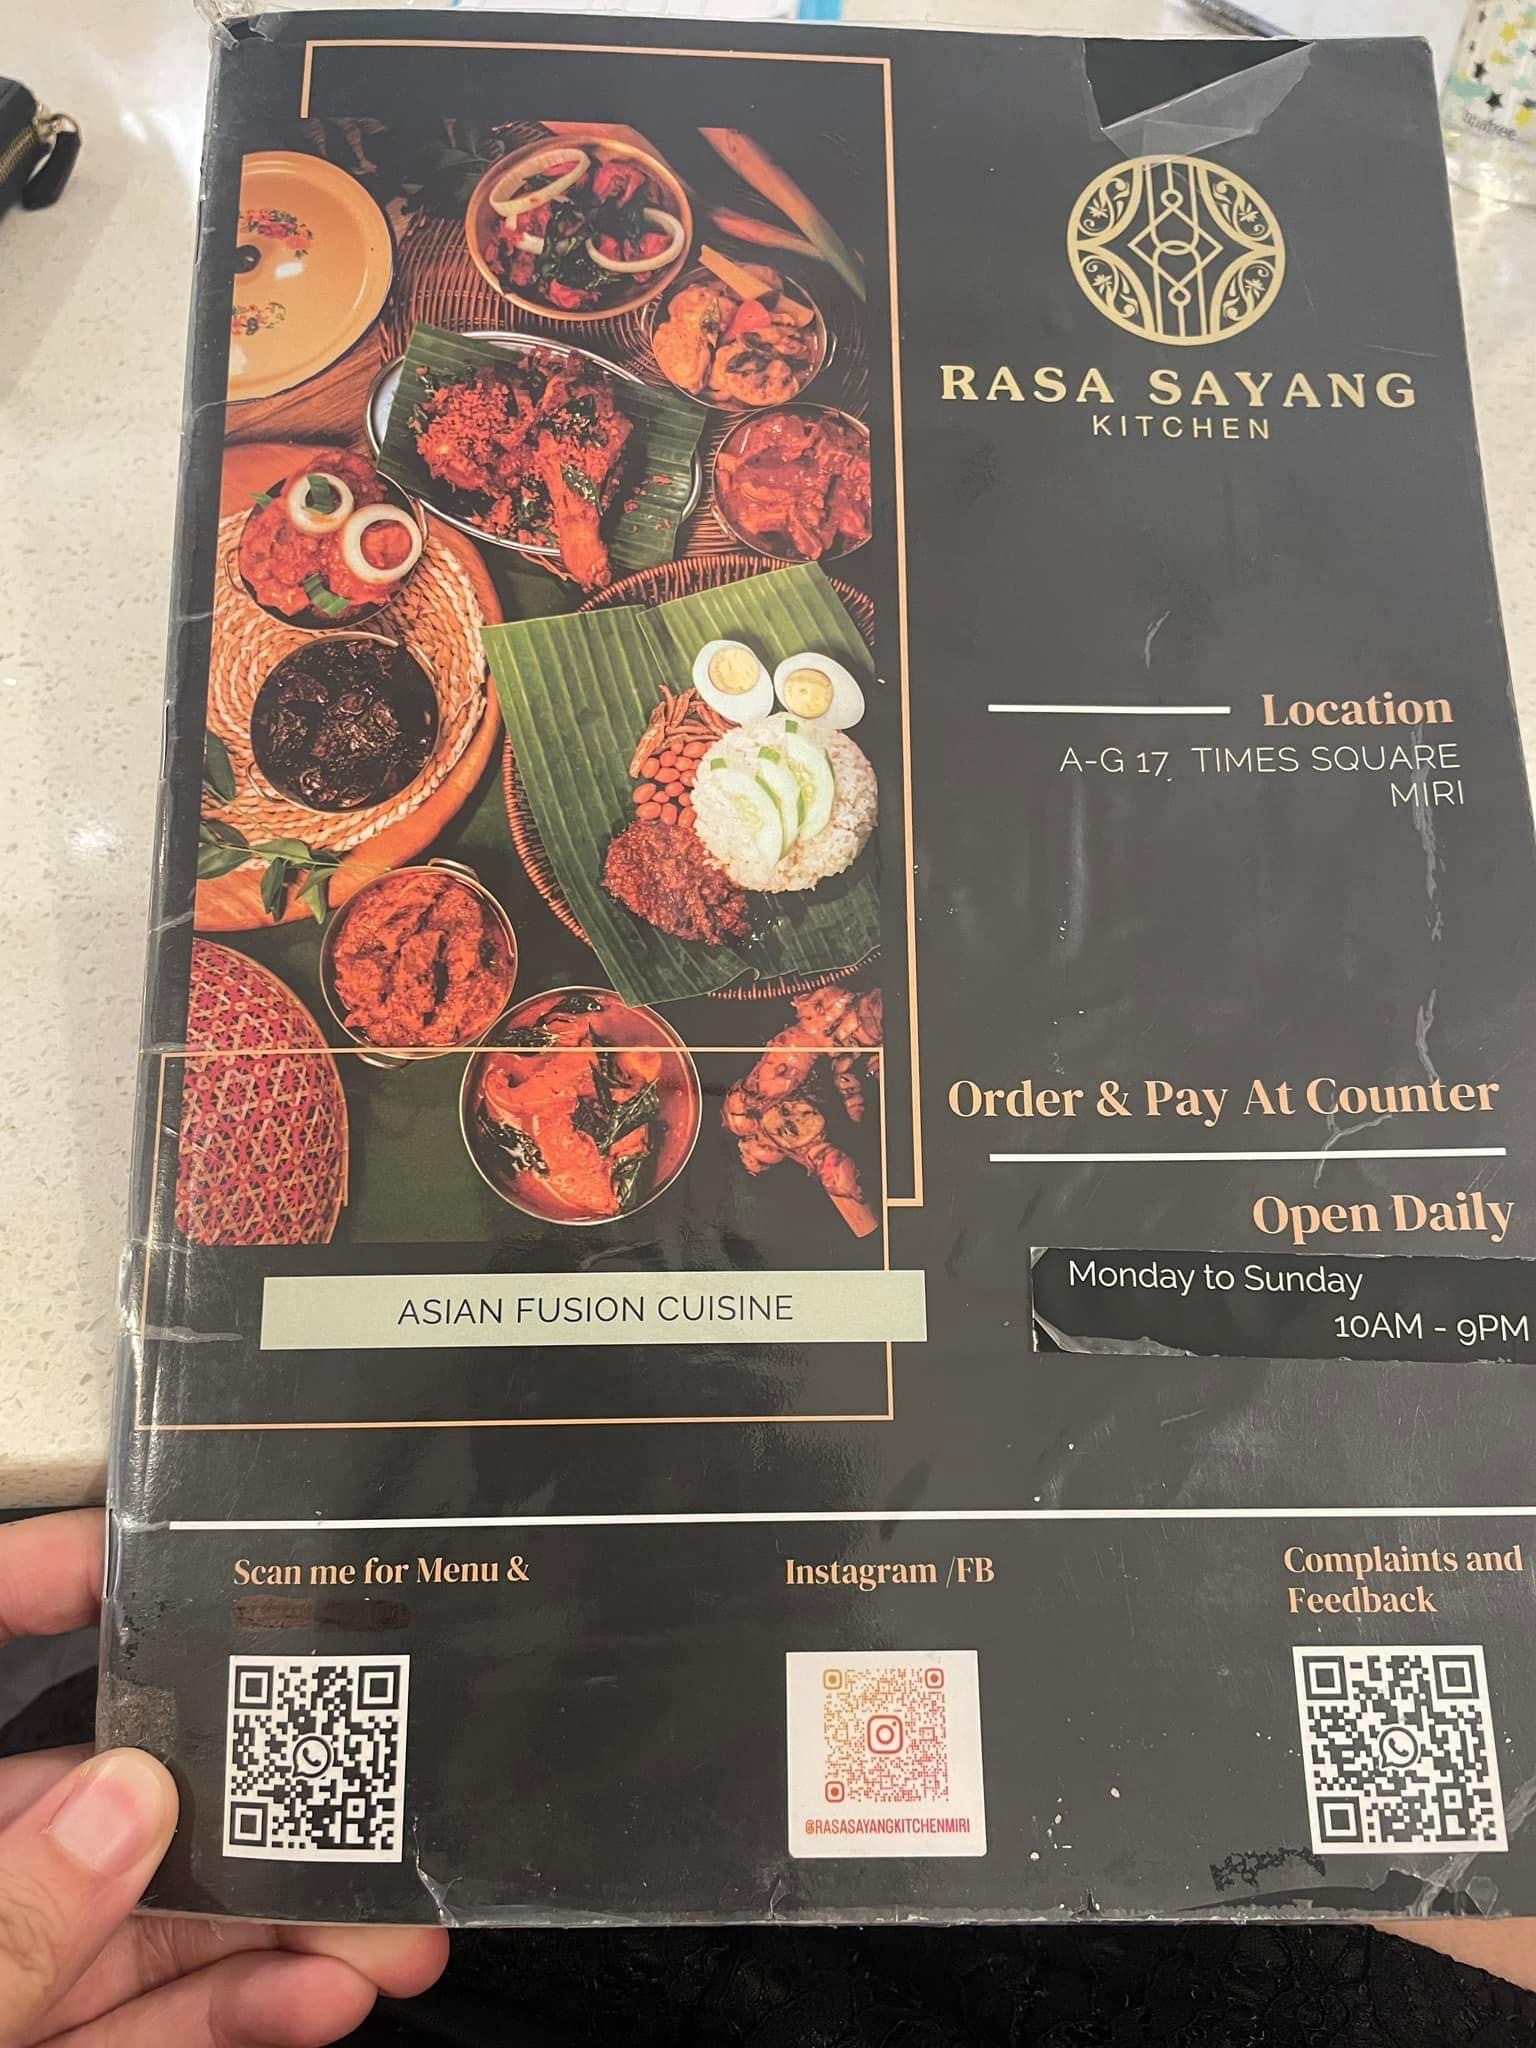 RASA SAYANG
KITCHEN
Location
A-G 17, TIMES SQUARE
MIRI
Order & Pay At Counter
Open Daily
Monday to Sunday
10AM - 9PM
ASIAN FUSION CUISINE
Scan me for Menu &
Instagram /FB
Complaints and
Feedback
@RASASAYANGKITCHENMIRI